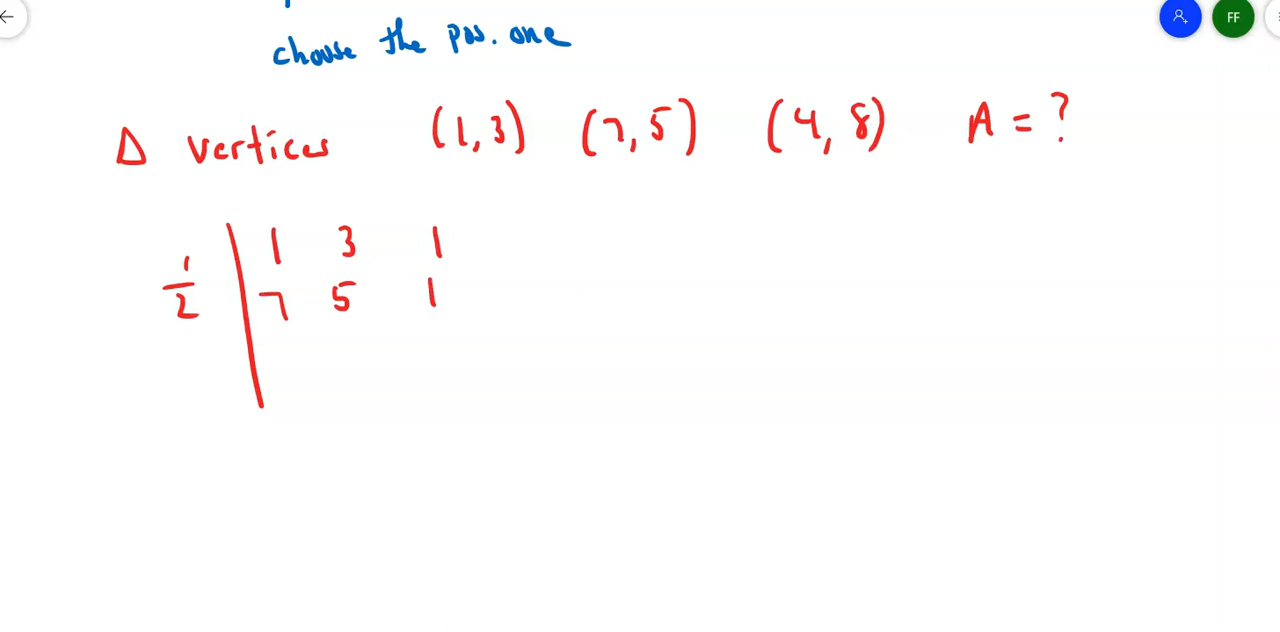 choose the pos. one
FF
Δ vertices (1,3) (7,5) (4,8) A = ?
1/2 | 1 3 1
7 5 1